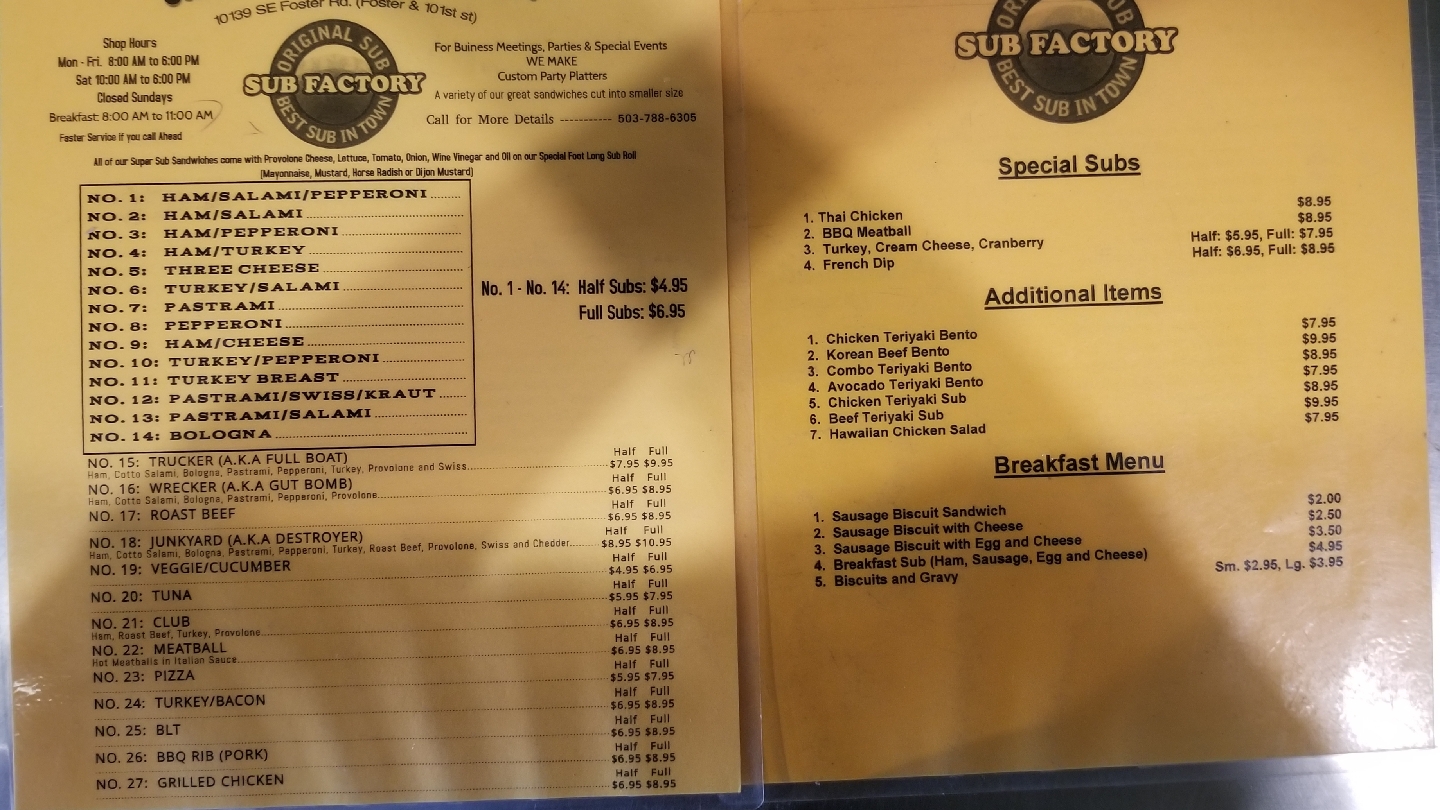 10139 SE Foster Rd. (Foster & 101st st)
Shop Hours
Mon - Fri. 8:00 AM to 6:00 PM
Sat 10:00 AM to 6:00 PM
Closed Sundays
Breakfast: 8:00 AM to 11:00 AM
Faster Service if you call Ahead
ORIGINAL SUB
SUB FACTORY
BEST SUB IN TOWN
For Buiness Meetings, Parties & Special Events
WE MAKE
Custom Party Platters
A variety of our great sandwiches cut into smaller size
Call for More Details ----------- 503-788-6305
All of our Super Sub Sandwiches come with Provolone Cheese, Lettuce, Tomato, Onion, Wine Vinegar and Oil on our Special Foot Long Sub Roll
(Mayonnaise, Mustard, Horse Radish or Dijon Mustard)
NO. 1: HAM/SALAMI/PEPPERONI
NO. 2: HAM/SALAMI
NO. 3: HAM/PEPPERONI
NO. 4: HAM/TURKEY
NO. 5: THREE CHEESE
NO. 6: TURKEY/SALAMI
NO. 7: PASTRAMI
NO. 8: PEPPERONI
NO. 9: HAM/CHEESE
NO. 10: TURKEY/PEPPERONI
NO. 11: TURKEY BREAST
NO. 12: PASTRAMI/SWISS/KRAUT
NO. 13: PASTRAMI/SALAMI
NO. 14: BOLOGNA
No. 1 - No. 14: Half Subs: $4.95
Full Subs: $6.95
Half Full
NO. 15: TRUCKER (A.K.A FULL BOAT)
Ham, Cotto Salami, Bologna, Pastrami, Pepperoni, Turkey, Provolone and Swiss $7.95 $9.95
Half Full
NO. 16: WRECKER (A.K.A GUT BOMB)
Ham, Cotto Salami, Bologna, Pastrami, Pepperoni, Provolone $6.95 $8.95
Half Full
NO. 17: ROAST BEEF $6.95 $8.95
Half Full
NO. 18: JUNKYARD (A.K.A DESTROYER)
Ham, Cotto Salami, Bologna, Pastrami, Pepperoni, Turkey, Roast Beef, Provolone, Swiss and Chedder $8.95 $10.95
Half Full
NO. 19: VEGGIE/CUCUMBER $4.95 $6.95
Half Full
NO. 20: TUNA $5.95 $7.95
Half Full
NO. 21: CLUB $6.95 $8.95
Ham, Roast Beef, Turkey, Provolone
Half Full
NO. 22: MEATBALL $6.95 $8.95
Hot Meatballs in Italian Sauce
Half Full
NO. 23: PIZZA $5.95 $7.95
Half Full
NO. 24: TURKEY/BACON $6.95 $8.95
Half Full
NO. 25: BLT $6.95 $8.95
Half Full
NO. 26: BBQ RIB (PORK) $6.95 $8.95
Half Full
NO. 27: GRILLED CHICKEN $6.95 $8.95
SUB FACTORY
BEST SUB IN TOWN
Special Subs
1. Thai Chicken $8.95
2. BBQ Meatball $8.95
3. Turkey, Cream Cheese, Cranberry Half: $5.95, Full: $7.95
4. French Dip Half: $6.95, Full: $8.95
Additional Items
1. Chicken Teriyaki Bento $7.95
2. Korean Beef Bento $9.95
3. Combo Teriyaki Bento $8.95
4. Avocado Teriyaki Bento $7.95
5. Chicken Teriyaki Sub $8.95
6. Beef Teriyaki Sub $9.95
7. Hawaiian Chicken Salad $7.95
Breakfast Menu
1. Sausage Biscuit Sandwich $2.00
2. Sausage Biscuit with Cheese $2.50
3. Sausage Biscuit with Egg and Cheese $3.50
4. Breakfast Sub (Ham, Sausage, Egg and Cheese) $4.95
5. Biscuits and Gravy Sm. $2.95, Lg. $3.95